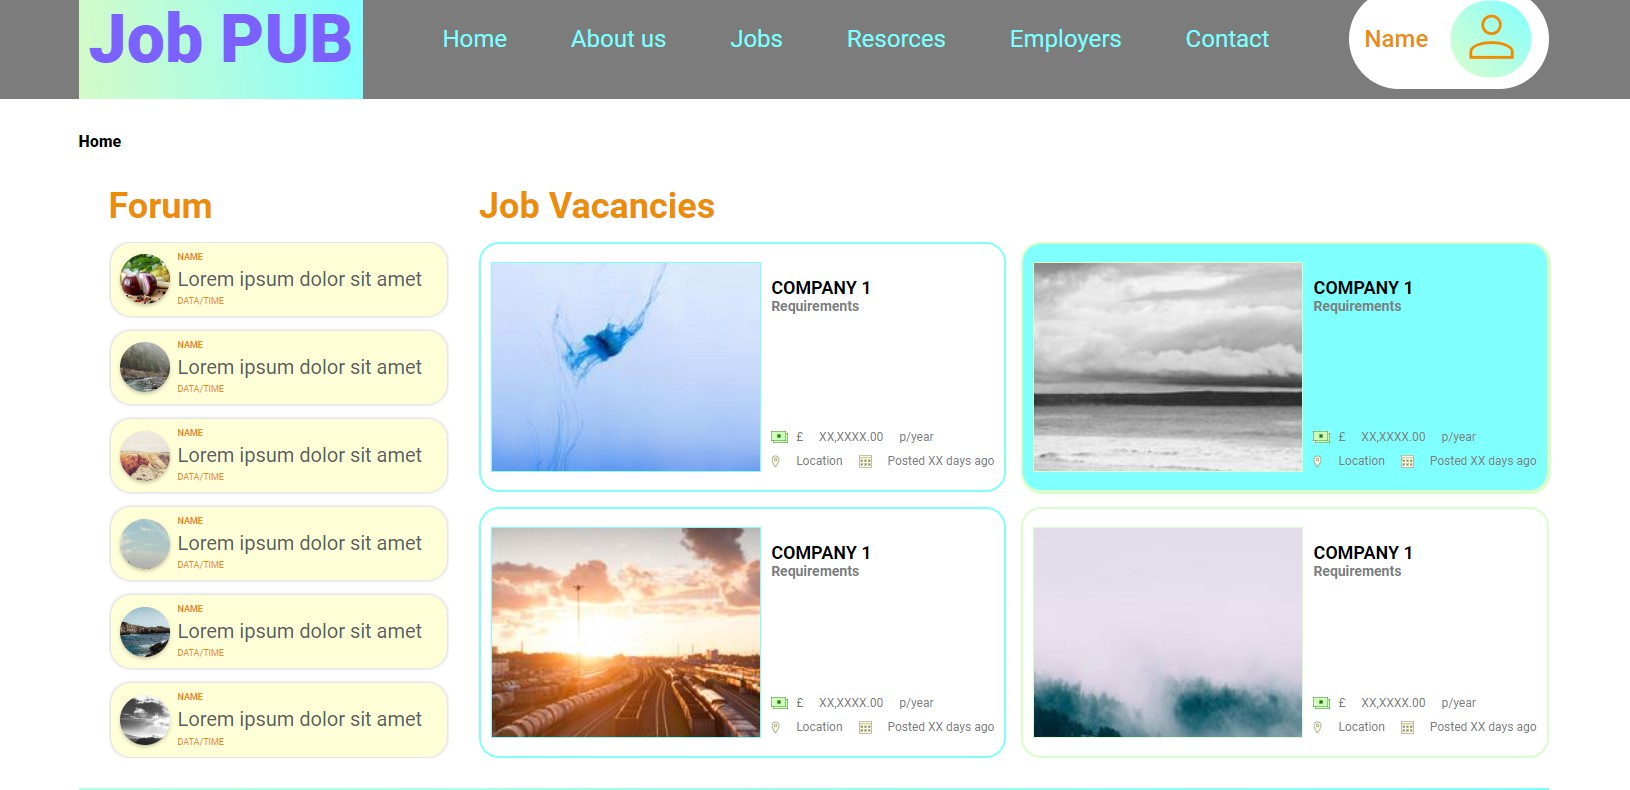 Job PUB
Home
About us
Jobs
Resorces
Employers
Contact
Name
Home
Forum
NAME
Lorem ipsum dolor sit amet
DATA/TIME
NAME
Lorem ipsum dolor sit amet
DATA/TIME
NAME
Lorem ipsum dolor sit amet
DATA/TIME
NAME
Lorem ipsum dolor sit amet
DATA/TIME
NAME
Lorem ipsum dolor sit amet
DATA/TIME
NAME
Lorem ipsum dolor sit amet
DATA/TIME
Job Vacancies
COMPANY 1
Requirements
£ XX,XXXX.00 p/year
Location Posted XX days ago
COMPANY 1
Requirements
£ XX,XXXX.00 p/year
Location Posted XX days ago
COMPANY 1
Requirements
£ XX,XXXX.00 p/year
Location Posted XX days ago
COMPANY 1
Requirements
£ XX,XXXX.00 p/year
Location Posted XX days ago